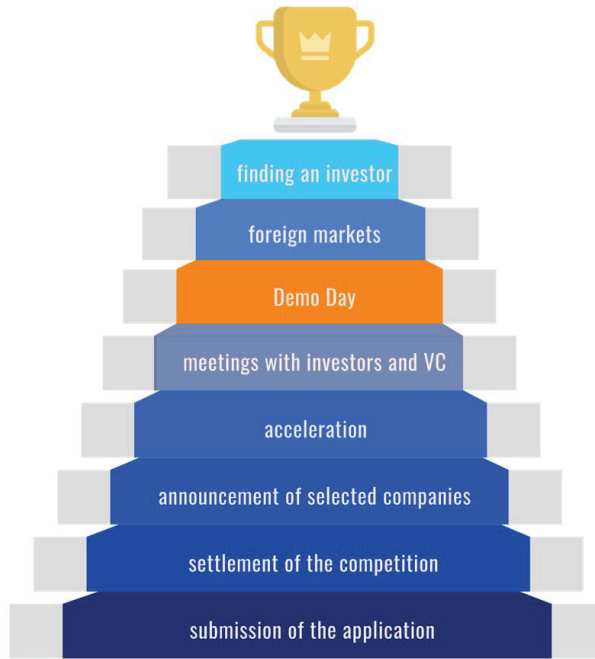 finding an investor
foreign markets
Demo Day
meetings with investors and VC
acceleration
announcement of selected companies
settlement of the competition
submission of the application